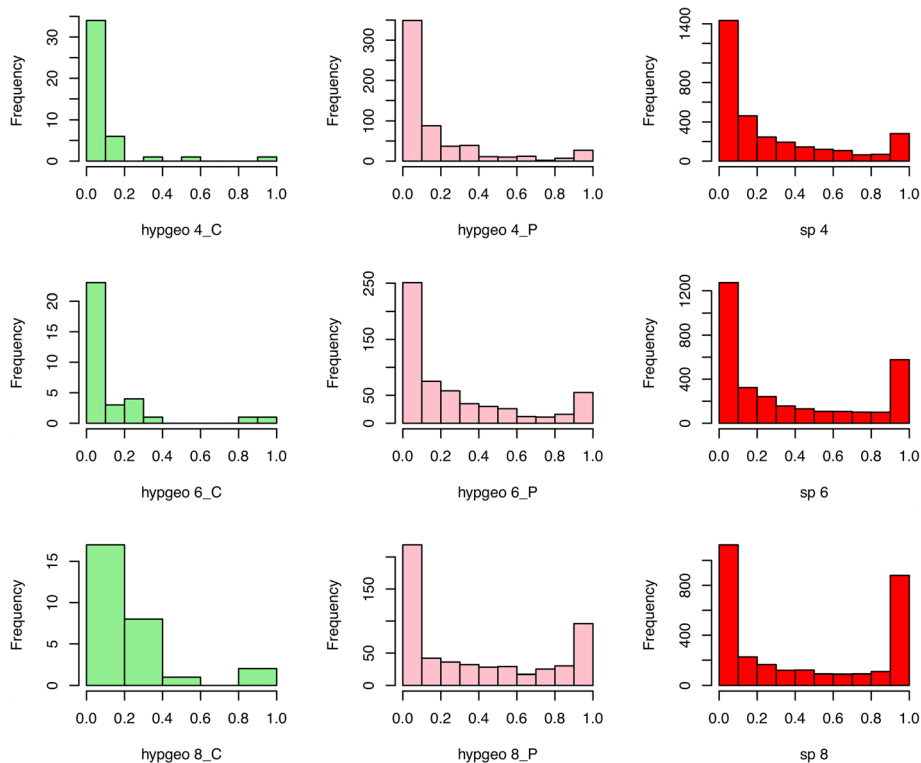 Frequency
0 10 20 30
0.0 0.2 0.4 0.6 0.8 1.0
hypgeo 4_C
Frequency
0 100 200 300
0.0 0.2 0.4 0.6 0.8 1.0
hypgeo 4_P
Frequency
0 400 800 1400
0.0 0.2 0.4 0.6 0.8 1.0
sp 4
Frequency
0 5 10 15 20
0.0 0.2 0.4 0.6 0.8 1.0
hypgeo 6_C
Frequency
0 50 150 250
0.0 0.2 0.4 0.6 0.8 1.0
hypgeo 6_P
Frequency
0 400 800 1200
0.0 0.2 0.4 0.6 0.8 1.0
sp 6
Frequency
0 5 10 15
0.0 0.2 0.4 0.6 0.8 1.0
hypgeo 8_C
Frequency
0 50 150
0.0 0.2 0.4 0.6 0.8 1.0
hypgeo 8_P
Frequency
0 400 800
0.0 0.2 0.4 0.6 0.8 1.0
sp 8